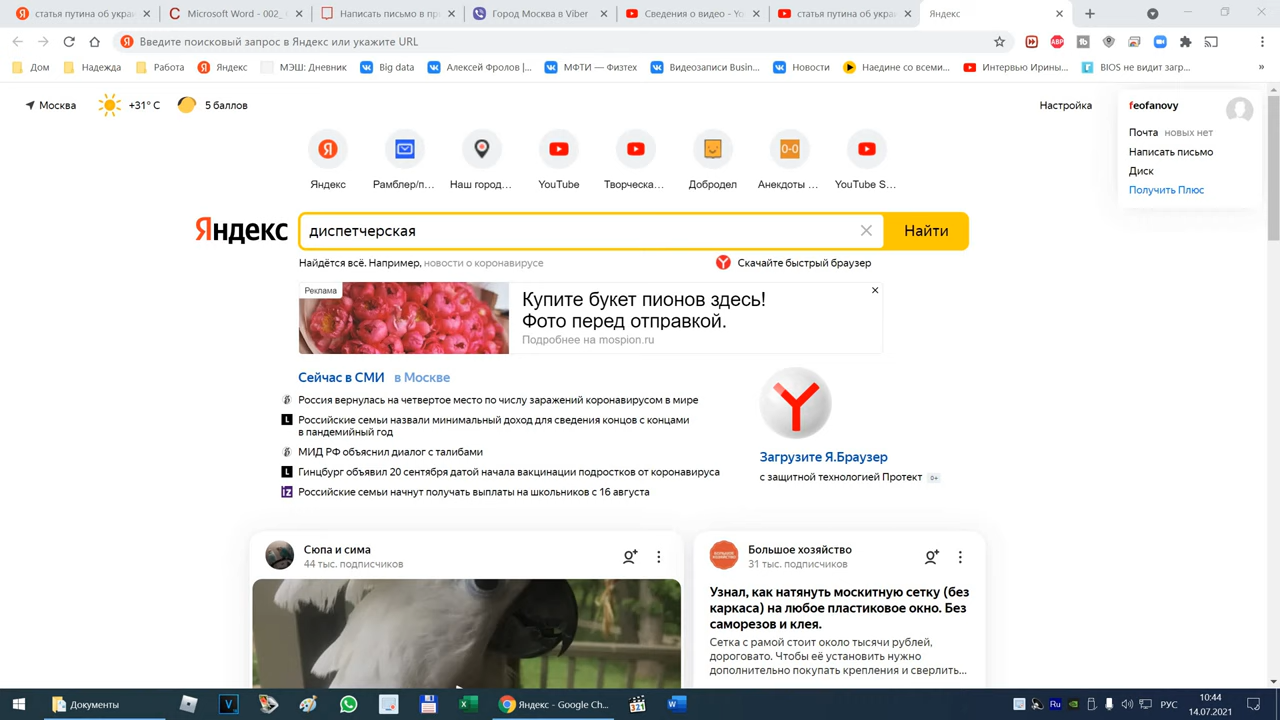 статья путина об укра
Microsoft Word - 002_
Написать письмо в пр
Город Москва в Viber
Сведения о видео - Yo
статья путина об укра
Яндекс
Введите поисковый запрос в Яндекс или укажите URL
Дом
Надежда
Работа
Яндекс
МЭШ: Дневник
Big data
Алексей Фролов |...
МФТИ — Физтех
Видеозаписи Busin...
Новости
Наедине со всеми...
Интервью Ирины...
BIOS не видит загр...
Москва
+31° C
5 баллов
Настройка
feofanovy
Почта новых нет
Написать письмо
Диск
Получить Плюс
Яндекс
Рамблер/п...
Наш город...
YouTube
Творческа...
Добродел
Анекдоты ...
YouTube S...
Яндекс
диспетчерская
Найти
Найдётся всё. Например, новости о коронавирусе
Скачайте быстрый браузер
Реклама
Купите букет пионов здесь!
Фото перед отправкой.
Подробнее на mospion.ru
Сейчас в СМИ в Москве
Россия вернулась на четвертое место по числу заражений коронавирусом в мире
Российские семьи назвали минимальный доход для сведения концов с концами
в пандемийный год
МИД РФ объяснил диалог с талибами
Гинцбург объявил 20 сентября датой начала вакцинации подростков от коронавируса
Российские семьи начнут получать выплаты на школьников с 16 августа
Загрузите Я.Браузер
с защитной технологией Протект 0+
Сюпа и сима
44 тыс. подписчиков
Большое хозяйство
31 тыс. подписчиков
Узнал, как натянуть москитную сетку (без
каркаса) на любое пластиковое окно. Без
саморезов и клея.
Сетка с рамой стоит около тысячи рублей,
дороговато. Чтобы её установить нужно
дополнительно покупать крепления и сверлить...
Документы
Яндекс - Google Ch...
Ru
РУС
10:44
14.07.2021